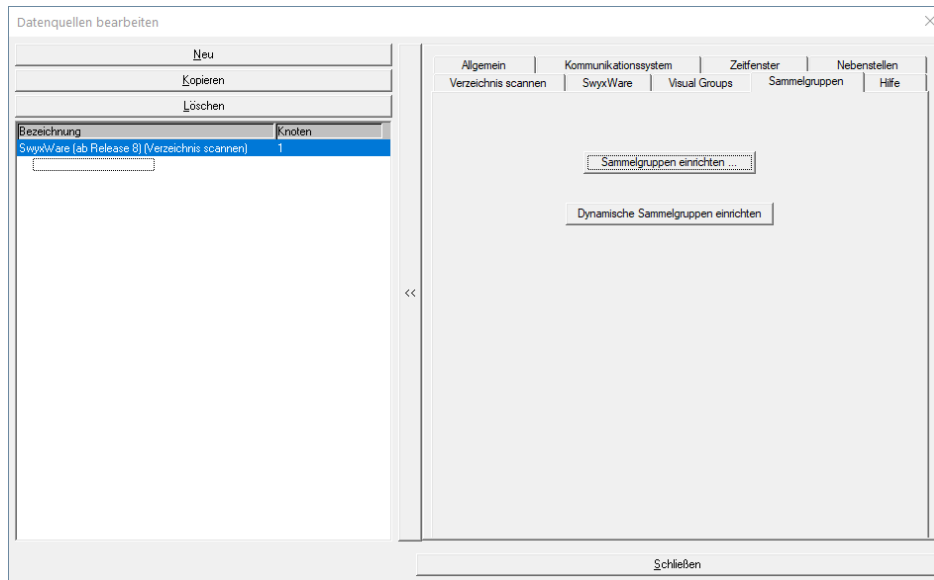 Datenquellen bearbeiten
Neu
Kopieren
Löschen
Bezeichnung Knoten
SwyxWare (ab Release 8) (Verzeichnis scannen) 1
<<
Allgemein Kommunikationssystem Zeitfenster Nebenstellen
Verzeichnis scannen SwyxWare Visual Groups Sammelgruppen Hilfe
Sammelgruppen einrichten ...
Dynamische Sammelgruppen einrichten
Schließen